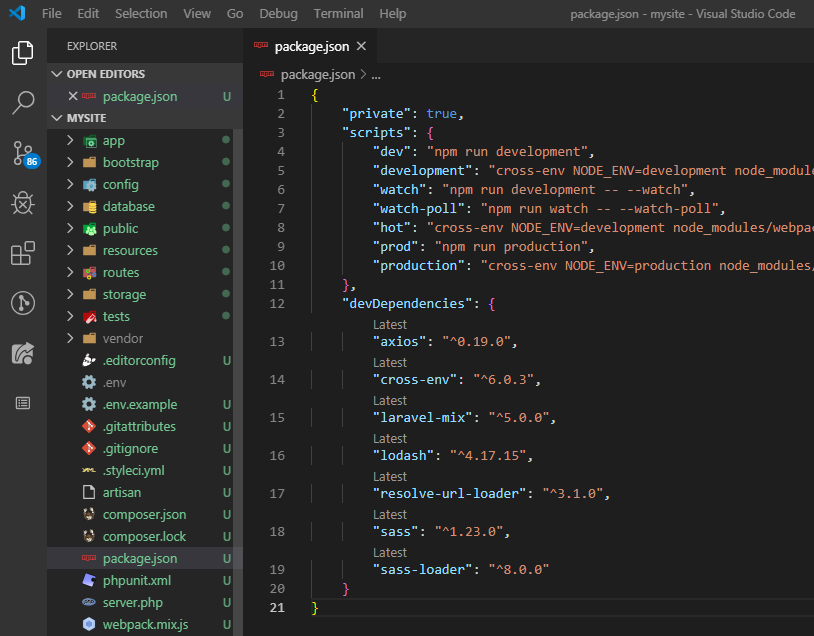 File Edit Selection View Go Debug Terminal Help package.json - mysite - Visual Studio Code
EXPLORER
OPEN EDITORS
package.json U
MYSITE
app
bootstrap
config
database
public
resources
routes
storage
tests
vendor
.editorconfig U
.env
.env.example U
.gitattributes U
.gitignore U
.styleci.yml U
artisan U
composer.json U
composer.lock U
package.json U
phpunit.xml U
server.php U
webpack.mix.js U
86
package.json
package.json > ...
1 {
2 "private": true,
3 "scripts": {
4 "dev": "npm run development",
5 "development": "cross-env NODE_ENV=development node_module
6 "watch": "npm run development -- --watch",
7 "watch-poll": "npm run watch -- --watch-poll",
8 "hot": "cross-env NODE_ENV=development node_modules/webpac
9 "prod": "npm run production",
10 "production": "cross-env NODE_ENV=production node_modules/
11 },
12 "devDependencies": {
Latest
13 "axios": "^0.19.0",
Latest
14 "cross-env": "^6.0.3",
Latest
15 "laravel-mix": "^5.0.0",
Latest
16 "lodash": "^4.17.15",
Latest
17 "resolve-url-loader": "^3.1.0",
Latest
18 "sass": "^1.23.0",
Latest
19 "sass-loader": "^8.0.0"
20 }
21 }